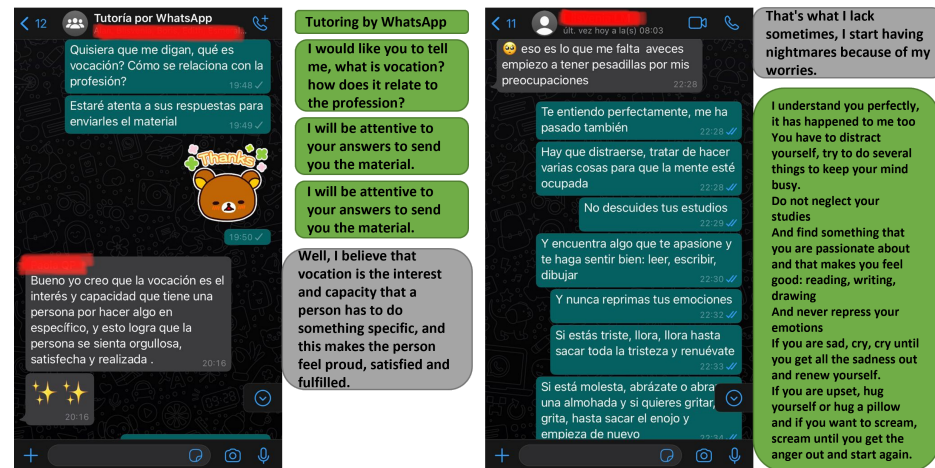 12
Tutoría por WhatsApp
Quisiera que me digan, qué es
vocación? Cómo se relaciona con la
profesión?
19:48
Estaré atenta a sus respuestas para
enviarles el material
19:49
Thanks
19:50
Bueno yo creo que la vocación es el
interés y capacidad que tiene una
persona por hacer algo en
específico, y esto logra que la
persona se sienta orgullosa,
satisfecha y realizada .
20:16
20:16
Tutoring by WhatsApp
I would like you to tell
me, what is vocation?
how does it relate to
the profession?
I will be attentive to
your answers to send
you the material.
I will be attentive to
your answers to send
you the material.
Well, I believe that
vocation is the interest
and capacity that a
person has to do
something specific, and
this makes the person
feel proud, satisfied and
fulfilled.
11
últ. vez hoy a la(s) 08:03
🥺 eso es lo que me falta aveces
empiezo a tener pesadillas por mis
preocupaciones
22:28
Te entiendo perfectamente, me ha
pasado también
22:28
Hay que distraerse, tratar de hacer
varias cosas para que la mente esté
ocupada
22:28
No descuides tus estudios
22:29
Y encuentra algo que te apasione y
te haga sentir bien: leer, escribir,
dibujar
22:30
Y nunca reprimas tus emociones
22:32
Si estás triste, llora, llora hasta
sacar toda la tristeza y renuévate
22:33
Si está molesta, abrázate o abra
una almohada y si quieres gritar,
grita, hasta sacar el enojo y
empieza de nuevo
22:34
That's what I lack
sometimes, I start having
nightmares because of my
worries.
I understand you perfectly,
it has happened to me too
You have to distract
yourself, try to do several
things to keep your mind
busy.
Do not neglect your
studies
And find something that
you are passionate about
and that makes you feel
good: reading, writing,
drawing
And never repress your
emotions
If you are sad, cry, cry until
you get all the sadness out
and renew yourself.
If you are upset, hug
yourself or hug a pillow
and if you want to scream,
scream until you get the
anger out and start again.